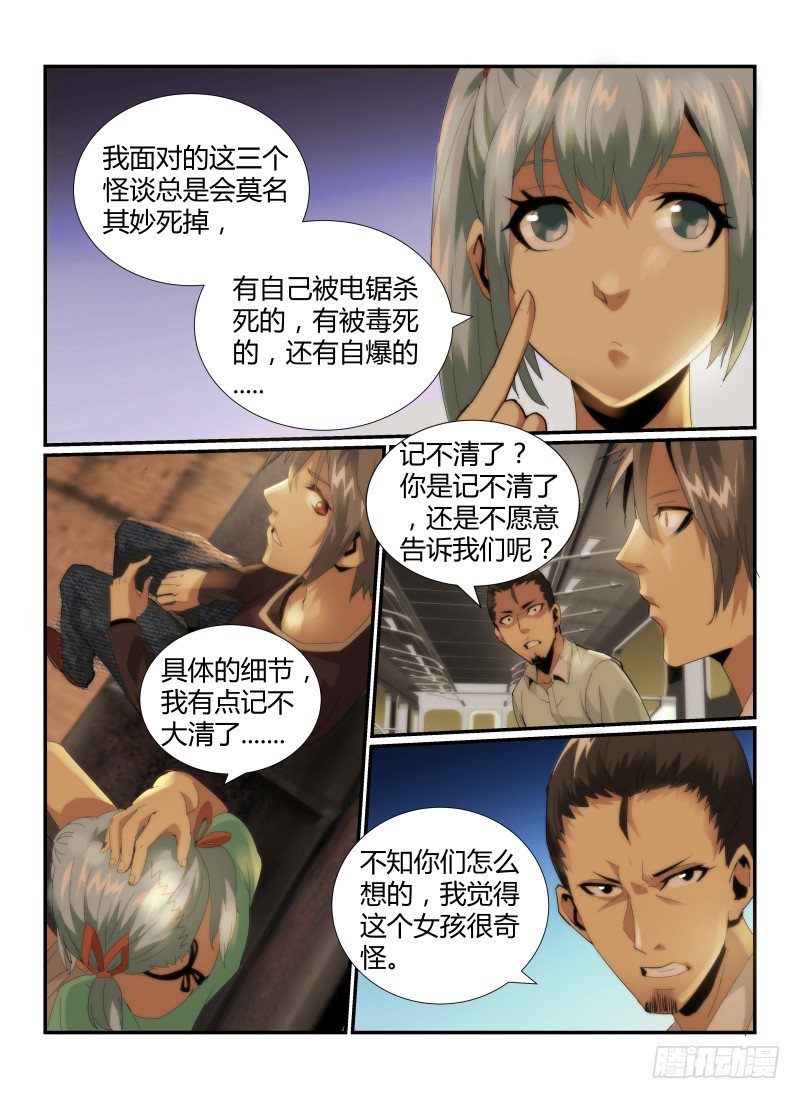 我面对的这三个
怪谈总是会莫名
其妙死掉，
有自己被电锯杀
死的，有被毒死
的，还有自爆的
.....
记不清了？
你是记不清了
，还是不愿意
告诉我们呢？
具体的细节，
我有点记不
大清了.......
不知你们怎么
想的，我觉得
这个女孩很奇
怪。
腾讯动漫